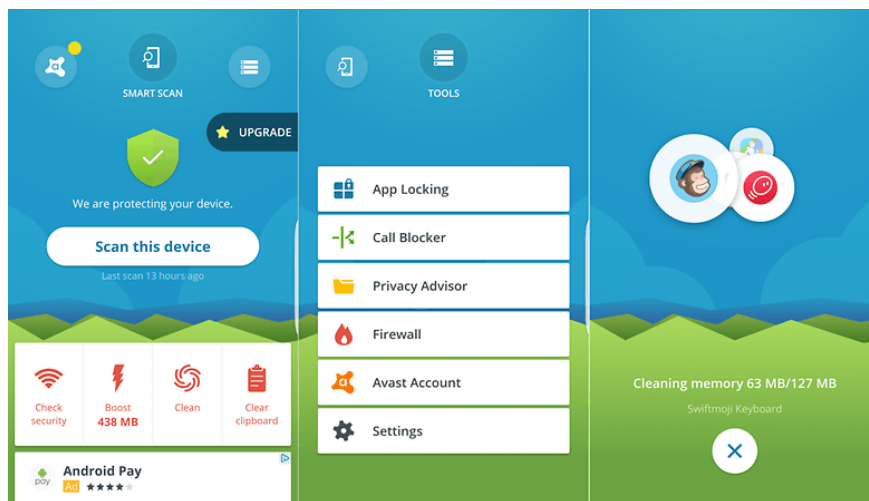 SMART SCAN
UPGRADE
We are protecting your device.
Scan this device
Last scan 13 hours ago
Check
security
Boost
438 MB
Clean
Clear
clipboard
pay
Android Pay
Ad
TOOLS
App Locking
Call Blocker
Privacy Advisor
Firewall
Avast Account
Settings
Cleaning memory 63 MB/127 MB
Swiftmoji Keyboard